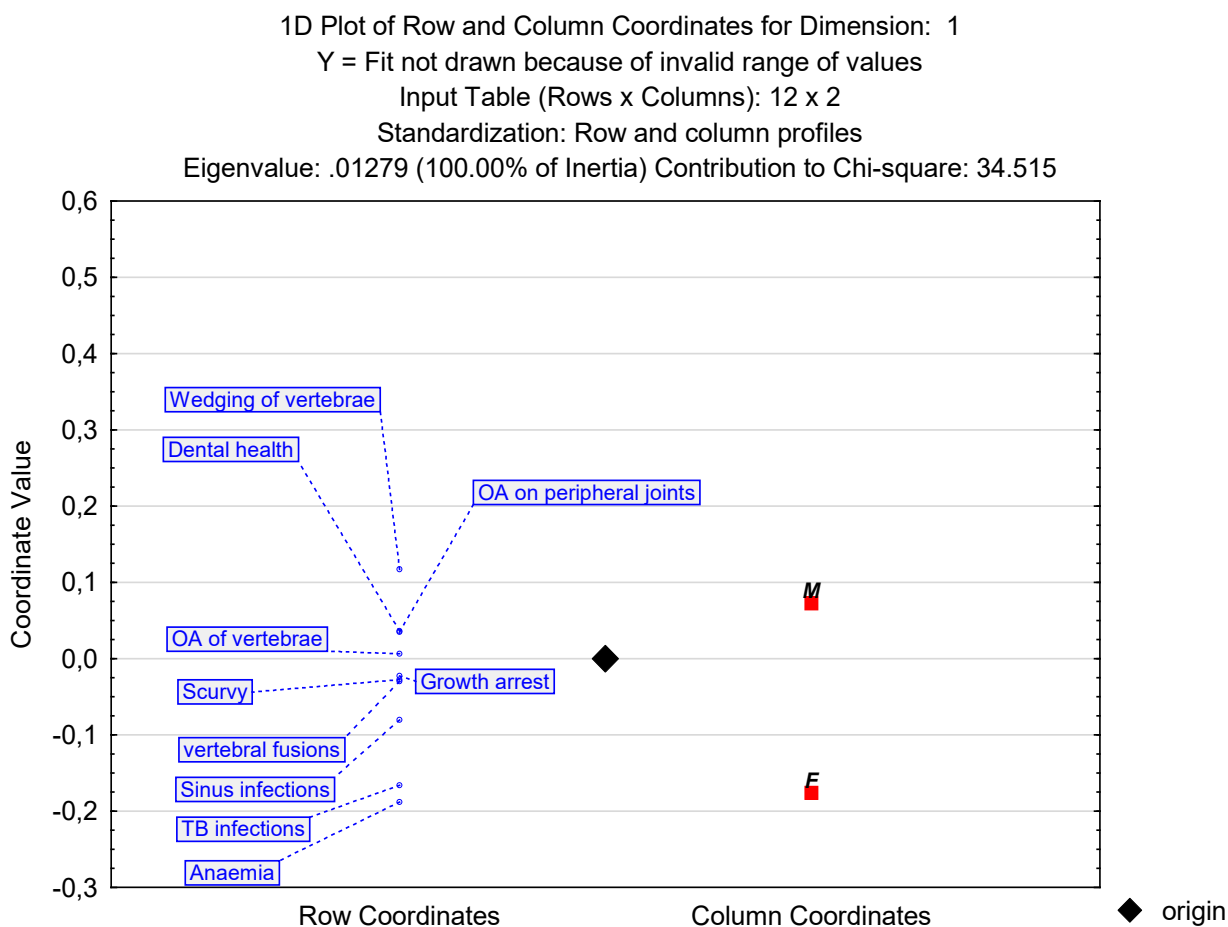 1D Plot of Row and Column Coordinates for Dimension:  1
Y = Fit not drawn because of invalid range of values
Input Table (Rows x Columns): 12 x 2
Standardization: Row and column profiles
Eigenvalue: .01279 (100.00% of Inertia) Contribution to Chi-square: 34.515
0,6
0,5
0,4
0,3
0,2
0,1
0,0
-0,1
-0,2
-0,3
Coordinate Value
Wedging of vertebrae
Dental health
OA on peripheral joints
OA of vertebrae
Scurvy
Growth arrest
vertebral fusions
Sinus infections
TB infections
Anaemia
M
F
Row Coordinates
Column Coordinates
origin